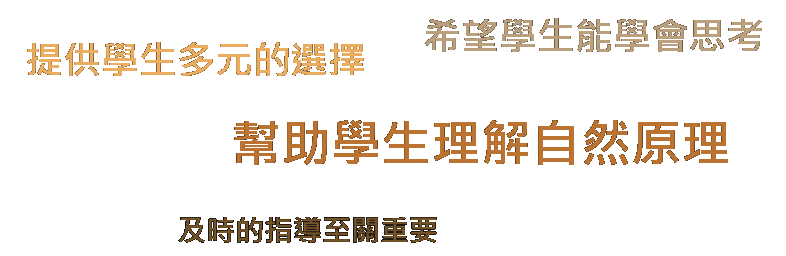 希望學生能學會思考
提供學生多元的選擇
幫助學生理解自然原理
及時的指導至關重要